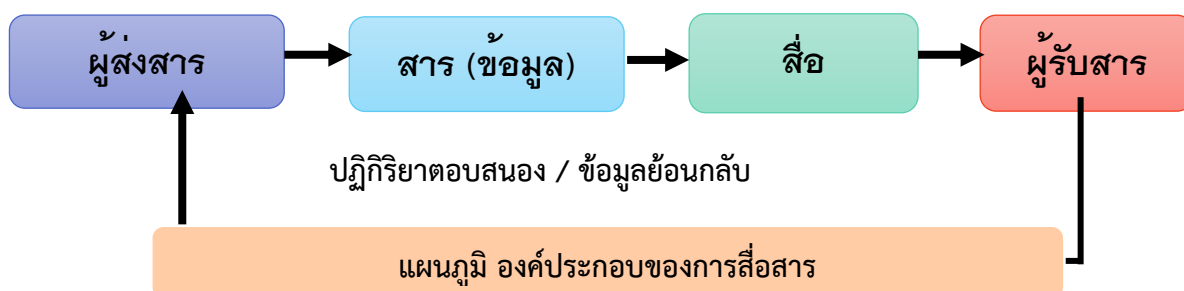 ผู้ส่งสาร
สาร (ข้อมูล)
สื่อ
ผู้รับสาร
ปฏิกิริยาตอบสนอง / ข้อมูลย้อนกลับ
แผนภูมิ องค์ประกอบของการสื่อสาร